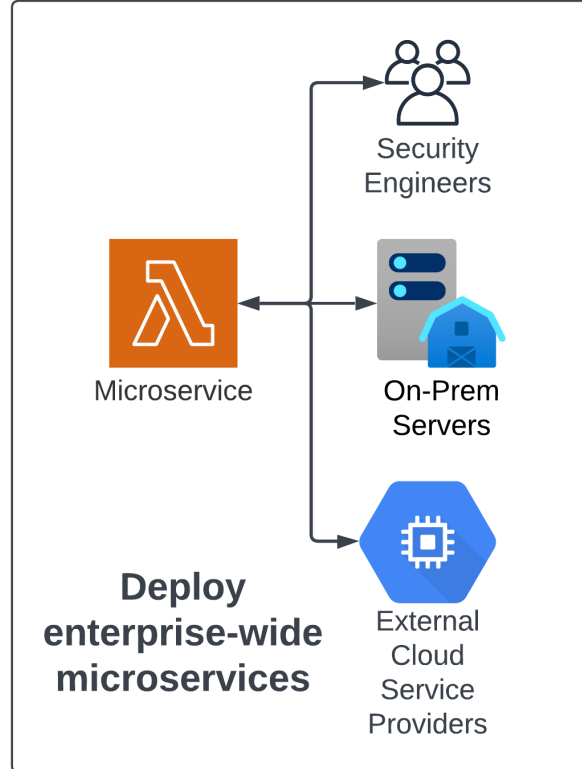 Security
Engineers
Microservice
On-Prem
Servers
Deploy
enterprise-wide
microservices
External
Cloud
Service
Providers